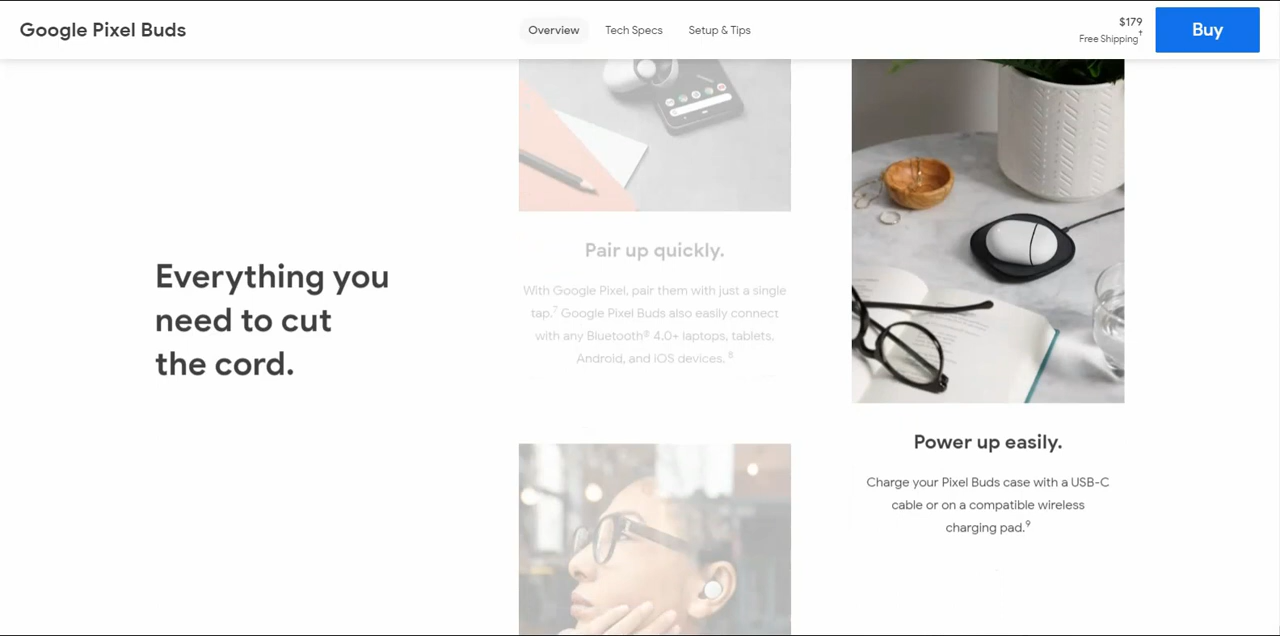 Google Pixel Buds
Overview
Tech Specs
Setup & Tips
$179
Free Shipping†
Buy
Everything you
need to cut
the cord.
Pair up quickly.
With Google Pixel, pair them with just a single
tap.7 Google Pixel Buds also easily connect
with any Bluetooth® 4.0+ laptops, tablets,
Android, and iOS devices. 8
Power up easily.
Charge your Pixel Buds case with a USB-C
cable or on a compatible wireless
charging pad.9